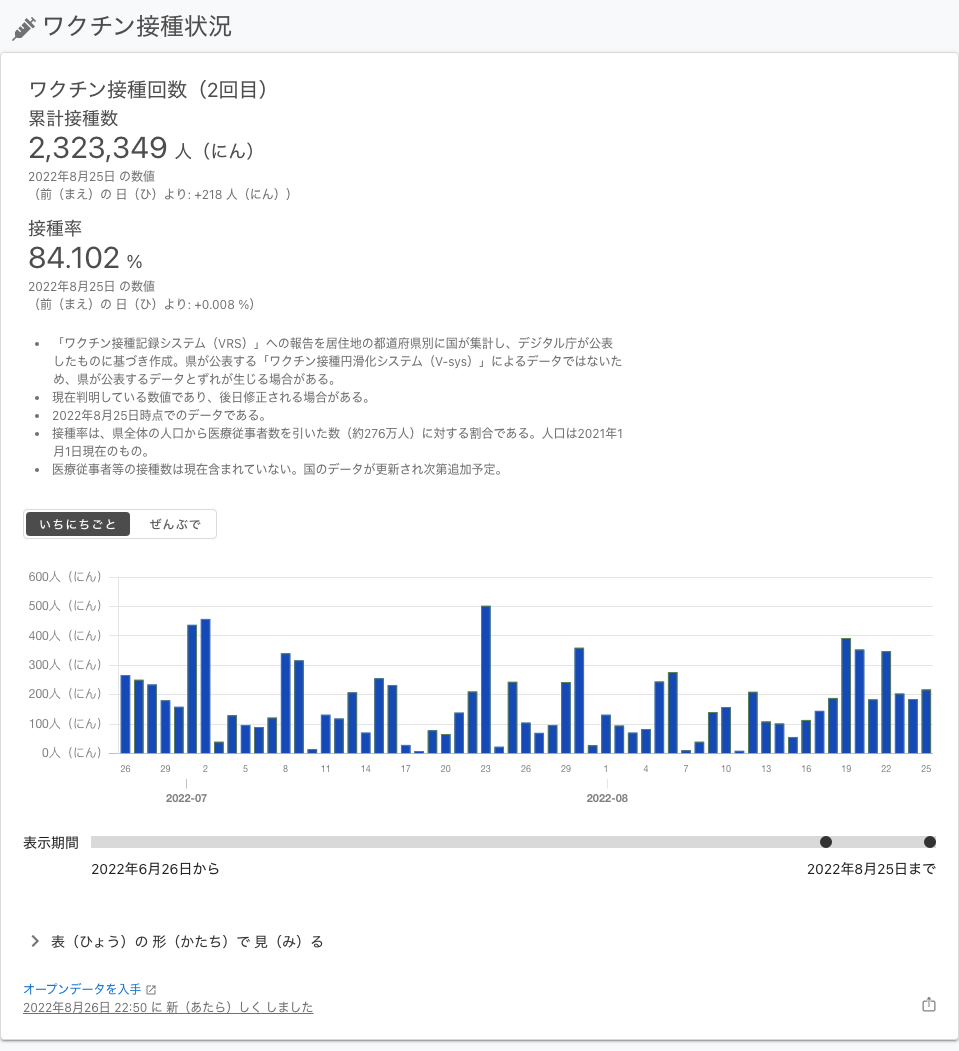 ワクチン接種状況
ワクチン接種回数（2回目）
累計接種数
2,323,349 人（にん）
2022年8月25日 の数値
（前（まえ）の 日（ひ）より: +218 人（にん））
接種率
84.102 %
2022年8月25日 の数値
（前（まえ）の 日（ひ）より: +0.008 %）
• 「ワクチン接種記録システム（VRS）」への報告を居住地の都道府県別に国が集計し、デジタル庁が公表
したものに基づき作成。県が公表する「ワクチン接種円滑化システム（V-sys）」によるデータではないた
め、県が公表するデータとずれが生じる場合がある。
• 現在判明している数値であり、後日修正される場合がある。
• 2022年8月25日時点でのデータである。
• 接種率は、県全体の人口から医療従事者数を引いた数（約276万人）に対する割合である。人口は2021年1
月1日現在のもの。
• 医療従事者等の接種数は現在含まれていない。国のデータが更新され次第追加予定。
いちにちごと ぜんぶで
600人（にん）
500人（にん）
400人（にん）
300人（にん）
200人（にん）
100人（にん）
0人（にん）
26 29 2 5 8 11 14 17 20 23 26 29 1 4 7 10 13 16 19 22 25
2022-07 2022-08
表示期間
2022年6月26日から 2022年8月25日まで
表（ひょう）の 形（かたち）で 見（み）る
オープンデータを入手
2022年8月26日 22:50 に 新（あたら）しく しました